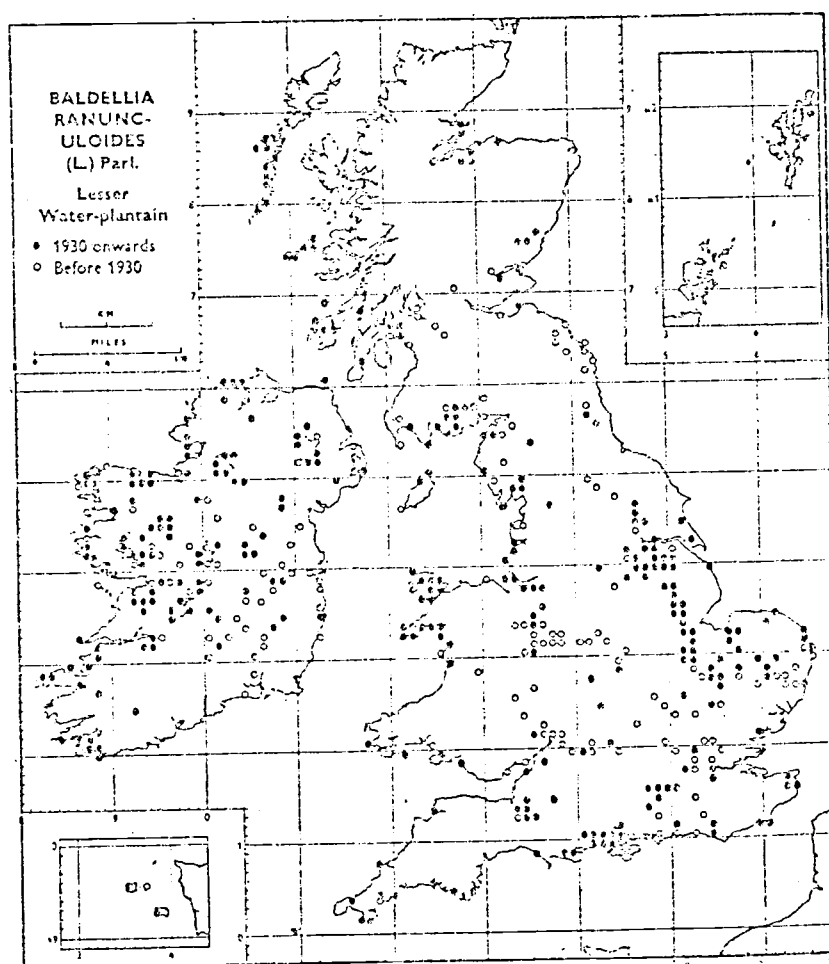 BALDELLIA
RANUNC-
ULOIDES
(L.) Parl.
Lesser
Water-plantain
● 1930 onwards
○ Before 1930
KM
MILES